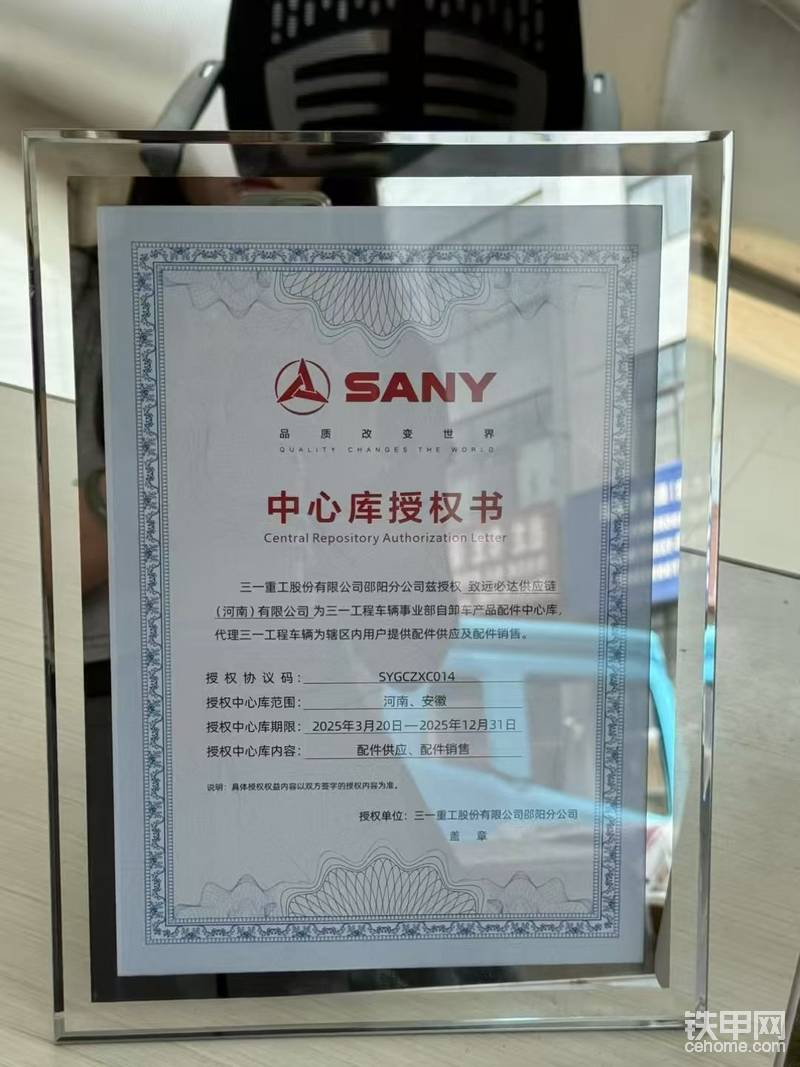 SANY
品质改变世界
QUALITY CHANGES THE WORLD
中心库授权书
Central Repository Authorization Letter
三一重工股份有限公司邵阳分公司兹授权 致远必达供应链
(河南)有限公司 为三一工程车辆事业部自卸车产品配件中心库，
代理三一工程车辆为辖区内用户提供配件供应及配件销售。
授权协议码： SYGCZXC014
授权中心库范围： 河南、安徽
授权中心库期限： 2025年3月20日—2025年12月31日
授权中心库内容： 配件供应、配件销售
说明：具体授权权益内容以双方签字的授权内容为准。
授权单位：三一重工股份有限公司邵阳分公司
盖 章
铁甲网
cehome.com